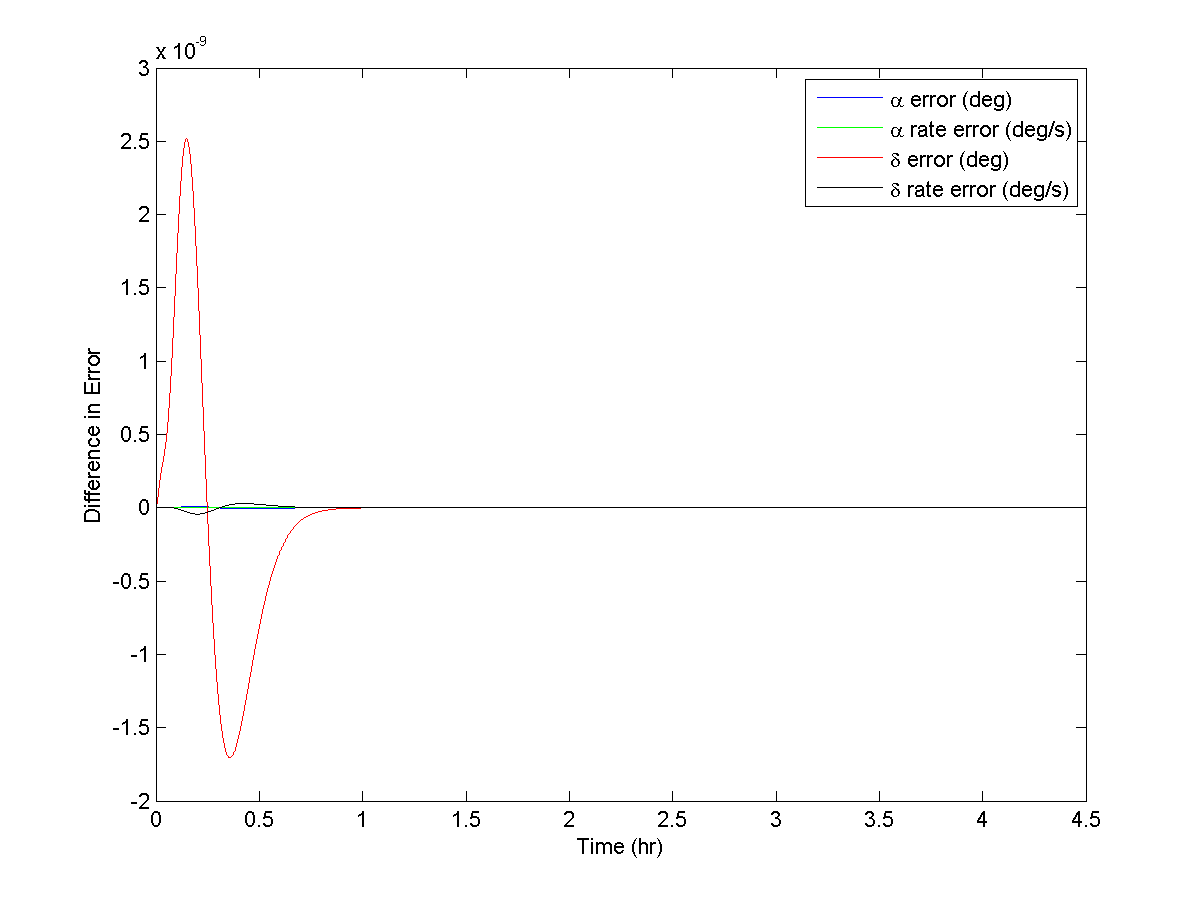 x 10-9
3
2.5
2
1.5
1
0.5
0
-0.5
-1
-1.5
-2
Difference in Error
α error (deg)
α rate error (deg/s)
δ error (deg)
δ rate error (deg/s)
0 0.5 1 1.5 2 2.5 3 3.5 4 4.5
Time (hr)